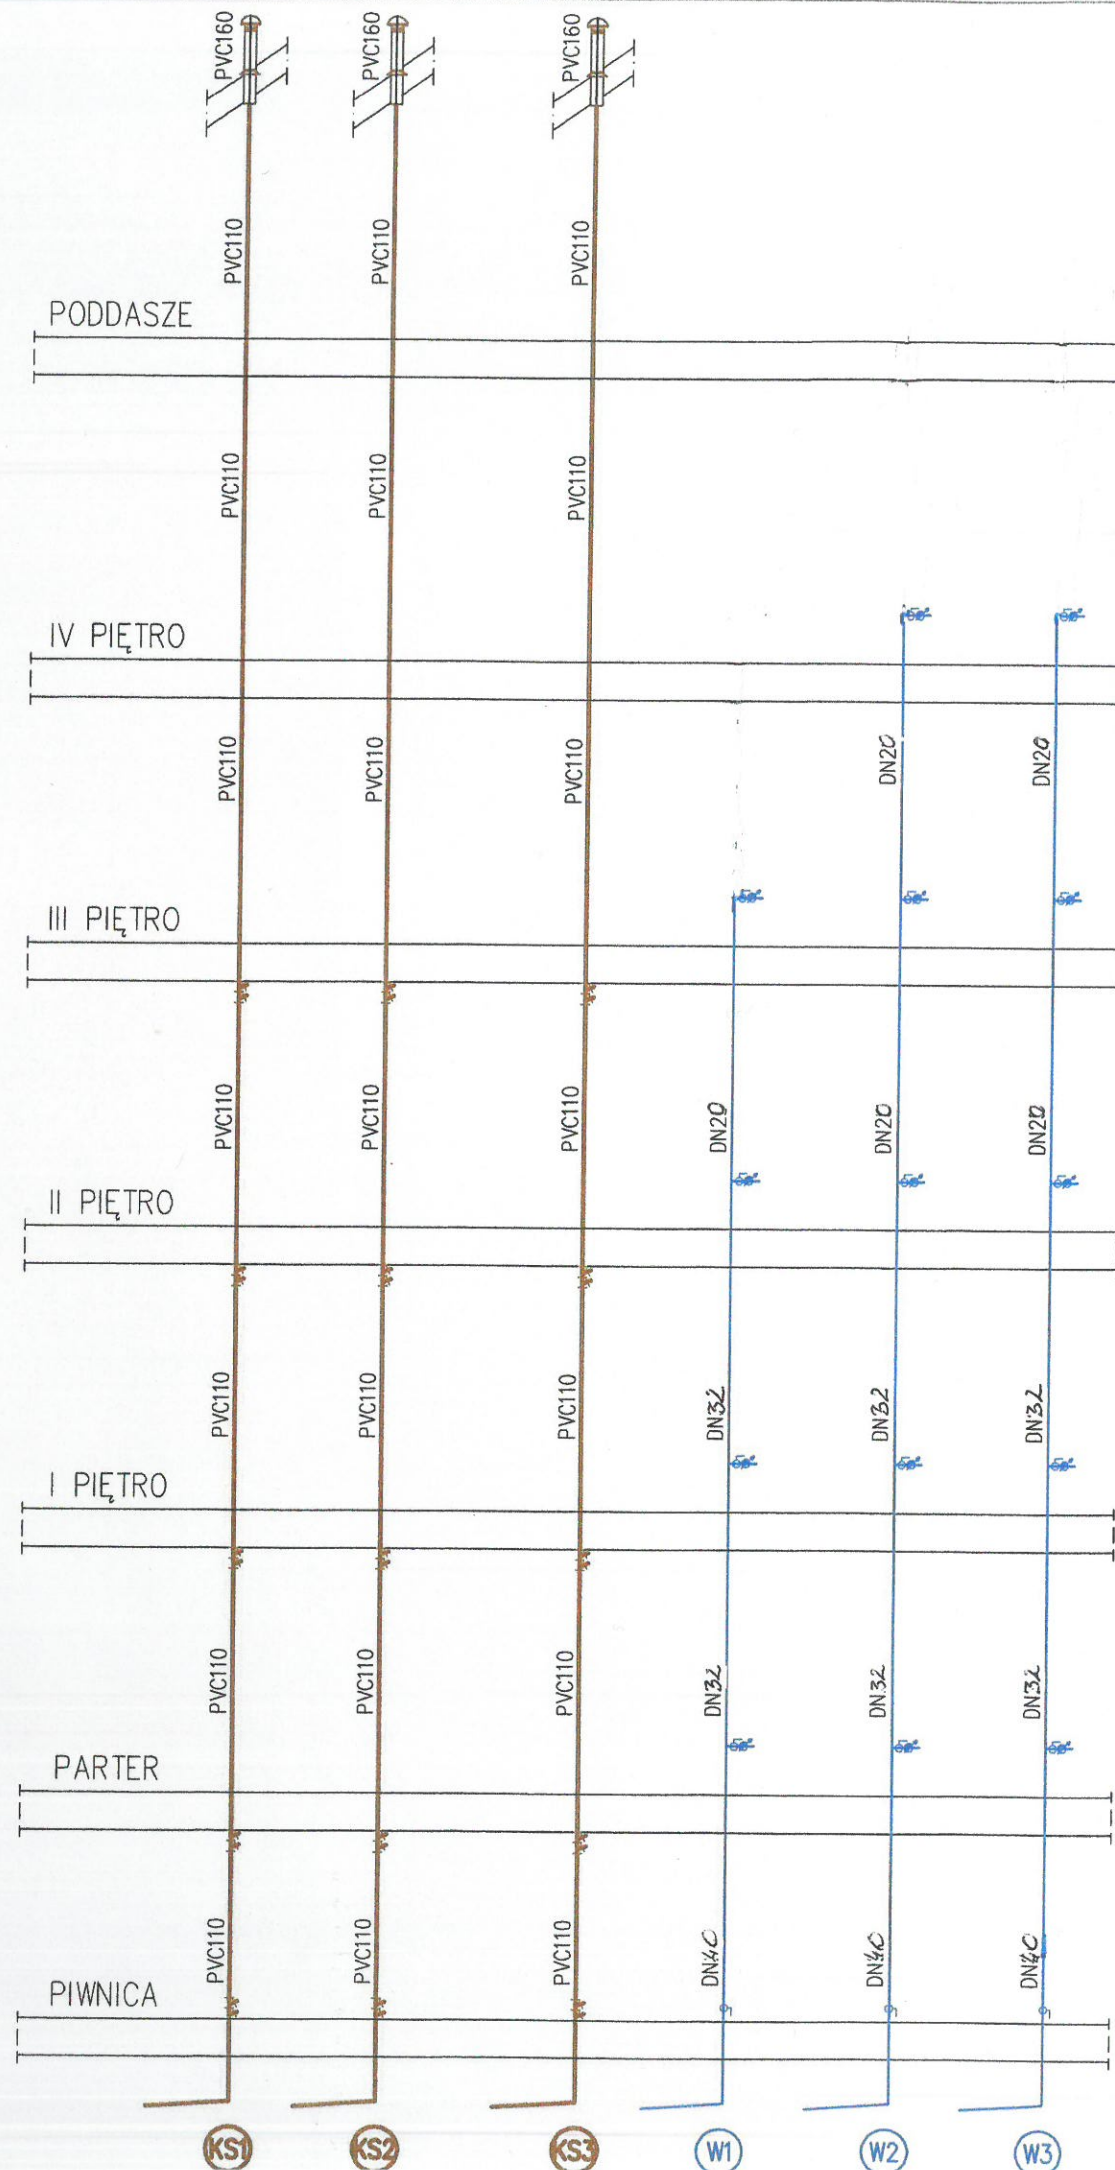 PVC160 PVC160 PVC160
PVC110 PVC110 PVC110
PODDASZE
PVC110 PVC110 PVC110
IV PIĘTRO
PVC110 PVC110 PVC110 DN20 DN20
III PIĘTRO
PVC110 PVC110 PVC110 DN20 DN20 DN20
II PIĘTRO
PVC110 PVC110 PVC110 DN32 DN32 DN32
I PIĘTRO
PVC110 PVC110 PVC110 DN32 DN32 DN32
PARTER
PVC110 PVC110 PVC110 DN40 DN40 DN40
PIWNICA
KS1 KS2 KS3 W1 W2 W3